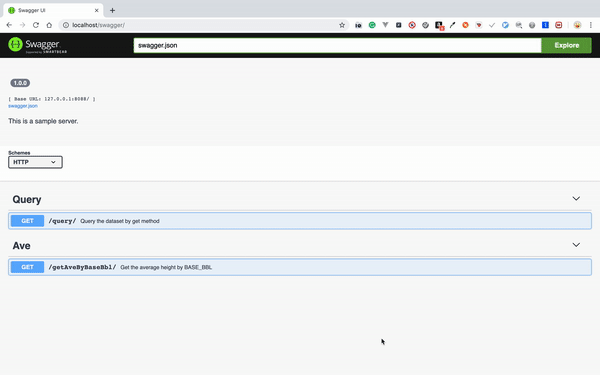 Swagger UI
localhost/swagger/
Swagger
Supported by SMARTBEAR
swagger.json
Explore
1.0.0
[ Base URL: 127.0.0.1:8088/ ]
swagger.json
This is a sample server.
Schemes
HTTP
Query
GET /query/ Query the dataset by get method
Ave
GET /getAveByBaseBbl/ Get the average height by BASE_BBL